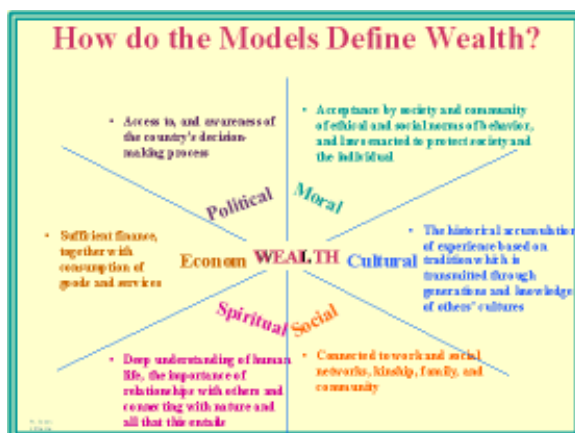 How do the Models Define Wealth?
• Access to, and awareness of
the country's decision-
making process
• Acceptance by society and community
of ethical and social norms of behavior,
and laws enacted to protect society and
the individual
Political
Moral
• Sufficient finance,
together with
consumption of
goods and services
Econom
WEALTH
Cultural
• The historical accumulation
of experience based on
tradition which is
transmitted through
generations and knowledge
of others' cultures
Spiritual
Social
• Deep understanding of human
life, the importance of
relationships with others and
connecting with nature and
all that this entails
• Connected to work and social
networks, kinship, family, and
community